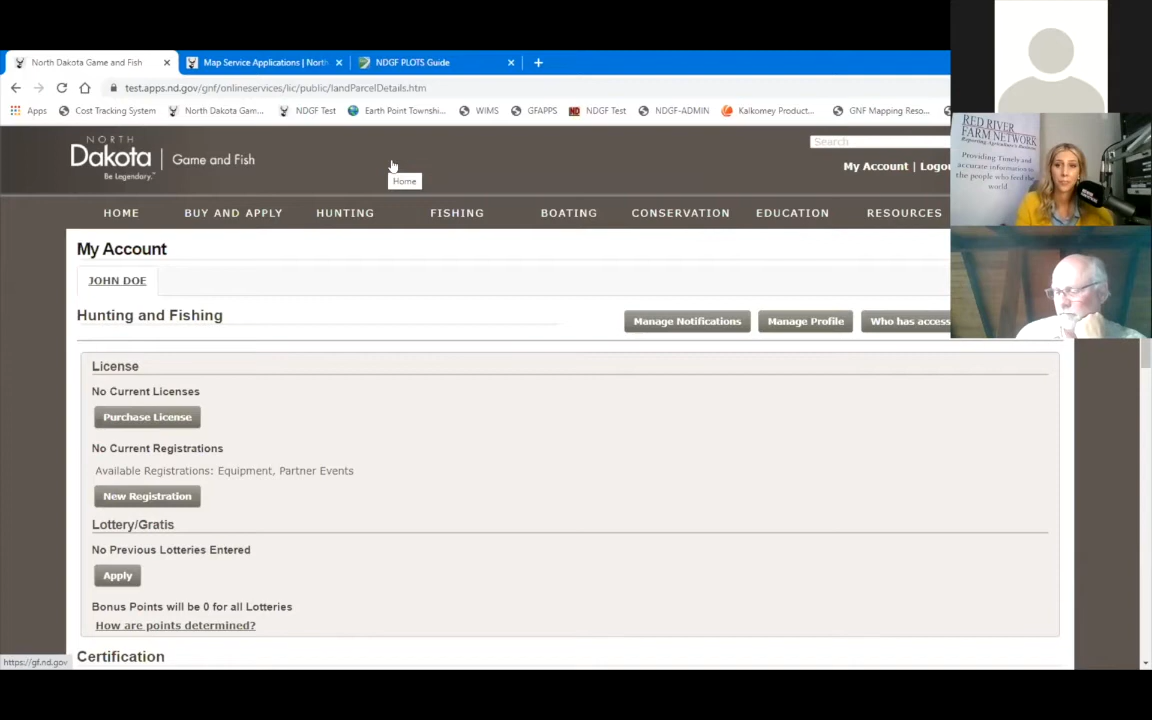 North Dakota Game and Fish
Map Service Applications | North
NDGF PLOTS Guide
test.apps.nd.gov/gnf/onlineservices/lic/public/landParcelDetails.htm
Apps
Cost Tracking System
North Dakota Gam...
NDGF Test
Earth Point Townshi...
WIMS
GFAPPS
NDGF Test
NDGF-ADMIN
Kalkomey Product...
GNF Mapping Reso...
NORTH
Dakota
Be Legendary.™
Game and Fish
Search
My Account | Logou
Home
HOME
BUY AND APPLY
HUNTING
FISHING
BOATING
CONSERVATION
EDUCATION
RESOURCES
My Account
JOHN DOE
Hunting and Fishing
Manage Notifications
Manage Profile
Who has access
License
No Current Licenses
Purchase License
No Current Registrations
Available Registrations: Equipment, Partner Events
New Registration
Lottery/Gratis
No Previous Lotteries Entered
Apply
Bonus Points will be 0 for all Lotteries
How are points determined?
Certification
https://gf.nd.gov
RED RIVER
FARM NETWORK
Reporting Agriculture's Business
Providing Timely and
accurate information to
the people who feed the
world